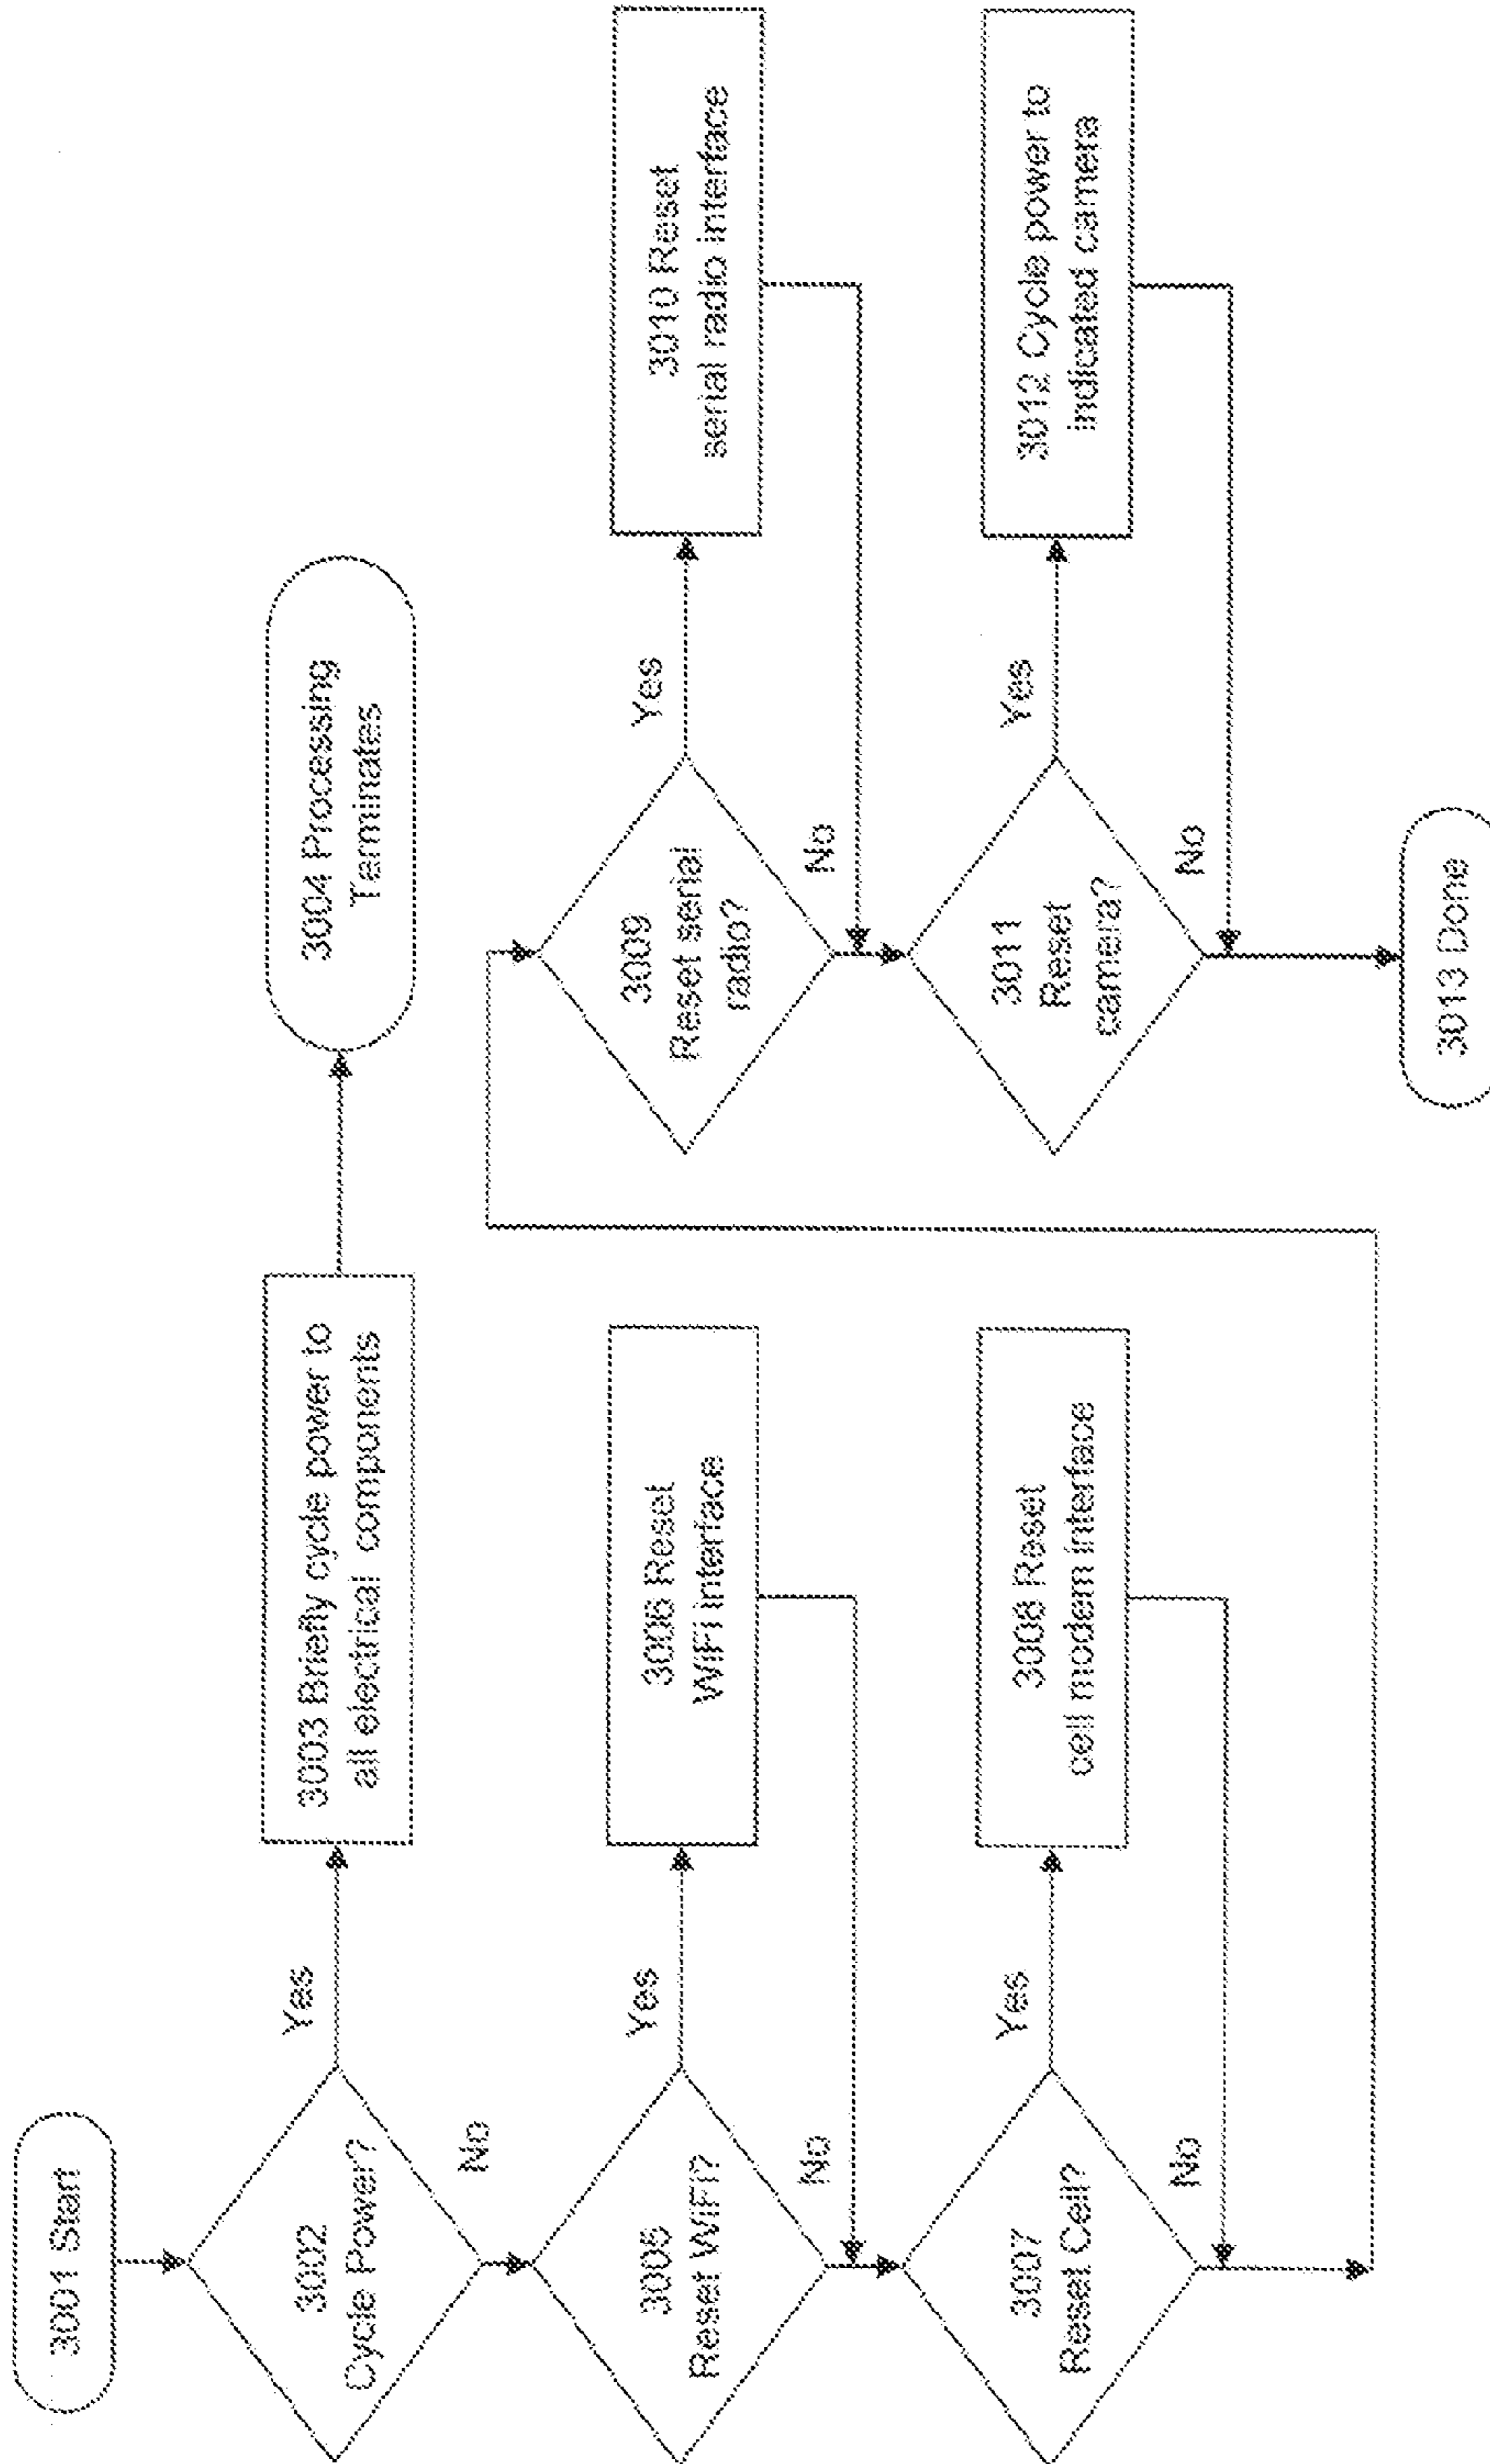 3001 Start
3002
Cycle Power?
Yes
No
3003 Briefly cycle power to
all electrical components
3004 Processing
Terminates
3005
Reset WiFi?
Yes
No
3006 Reset
WiFi interface
3007
Reset Cell?
Yes
No
3008 Reset
cell modem interface
3009
Reset serial
radio?
Yes
No
3010 Reset
serial radio interface
3011
Reset
camera?
Yes
No
3012 Cycle power to
indicated camera
3013 Done